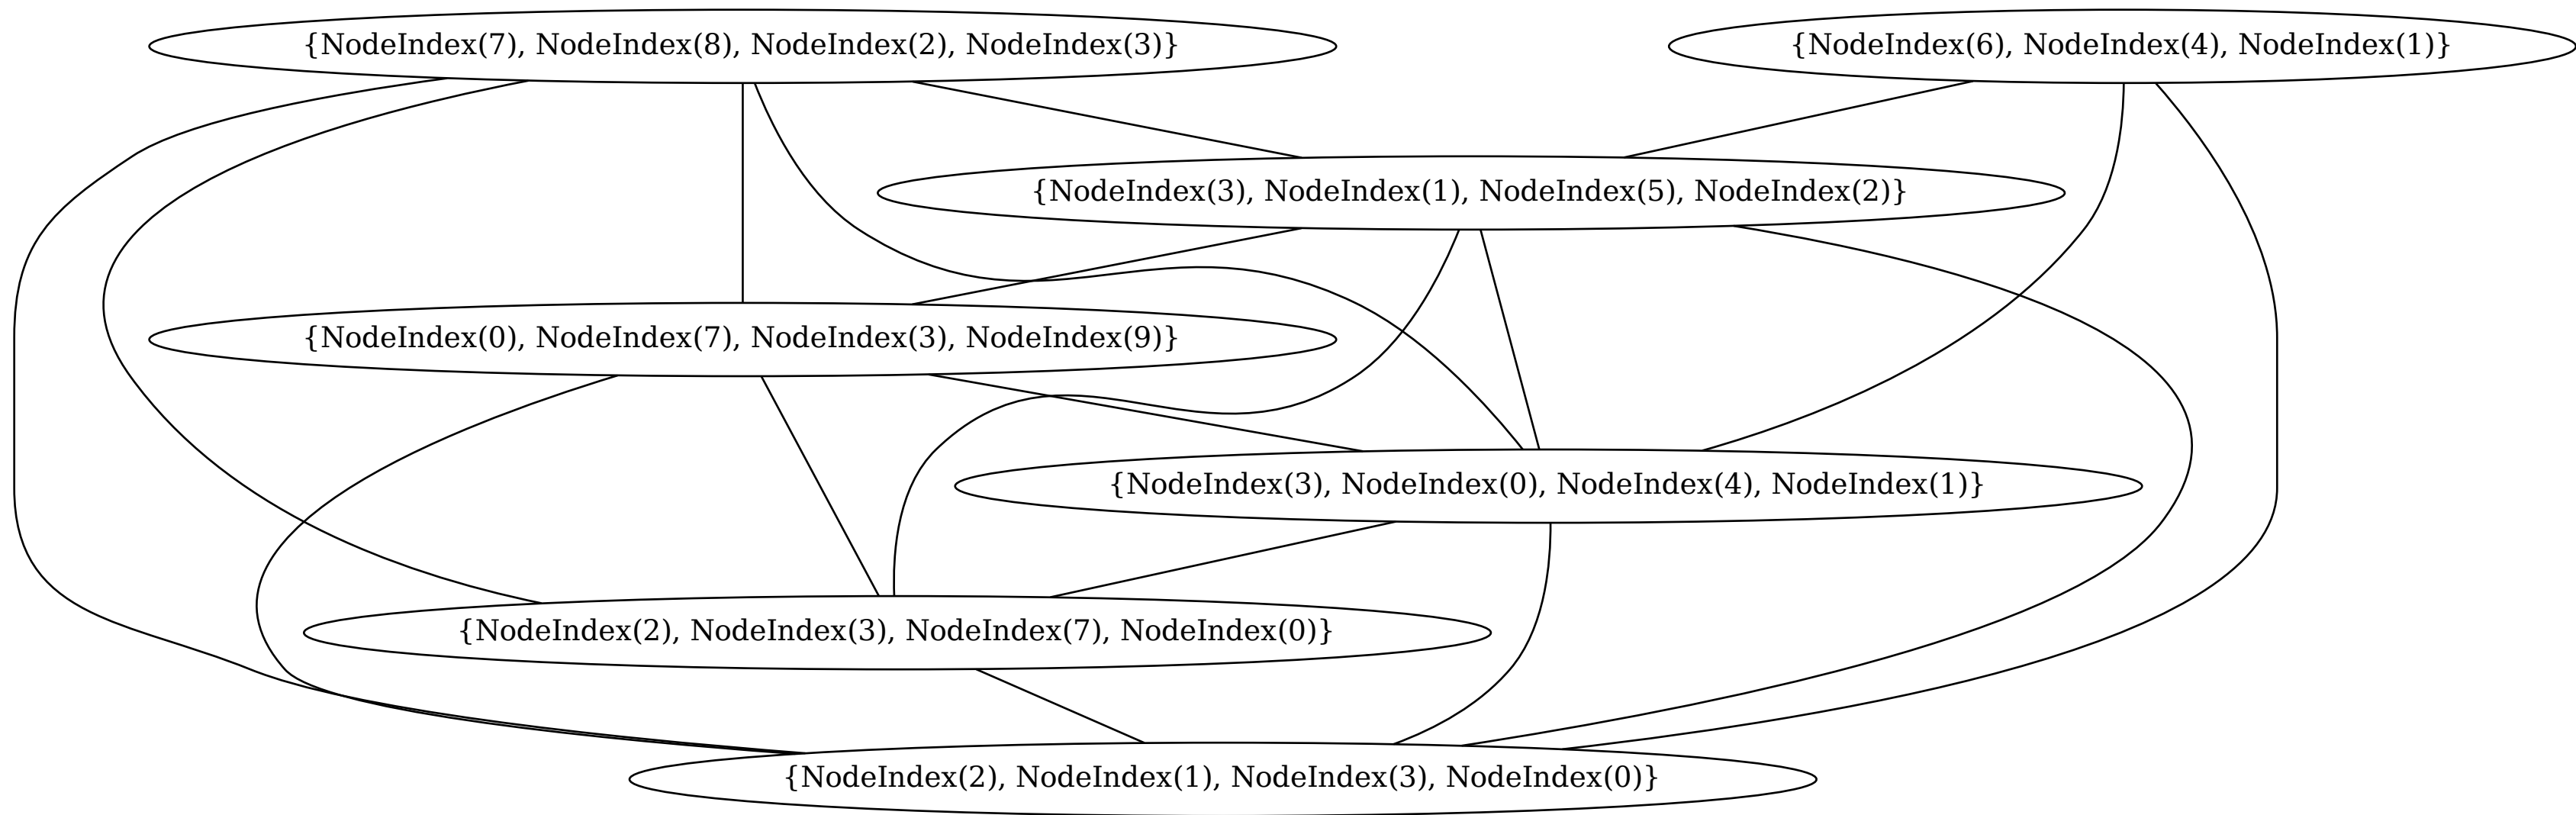 {NodeIndex(7), NodeIndex(8), NodeIndex(2), NodeIndex(3)}
{NodeIndex(6), NodeIndex(4), NodeIndex(1)}
{NodeIndex(3), NodeIndex(1), NodeIndex(5), NodeIndex(2)}
{NodeIndex(0), NodeIndex(7), NodeIndex(3), NodeIndex(9)}
{NodeIndex(3), NodeIndex(0), NodeIndex(4), NodeIndex(1)}
{NodeIndex(2), NodeIndex(3), NodeIndex(7), NodeIndex(0)}
{NodeIndex(2), NodeIndex(1), NodeIndex(3), NodeIndex(0)}